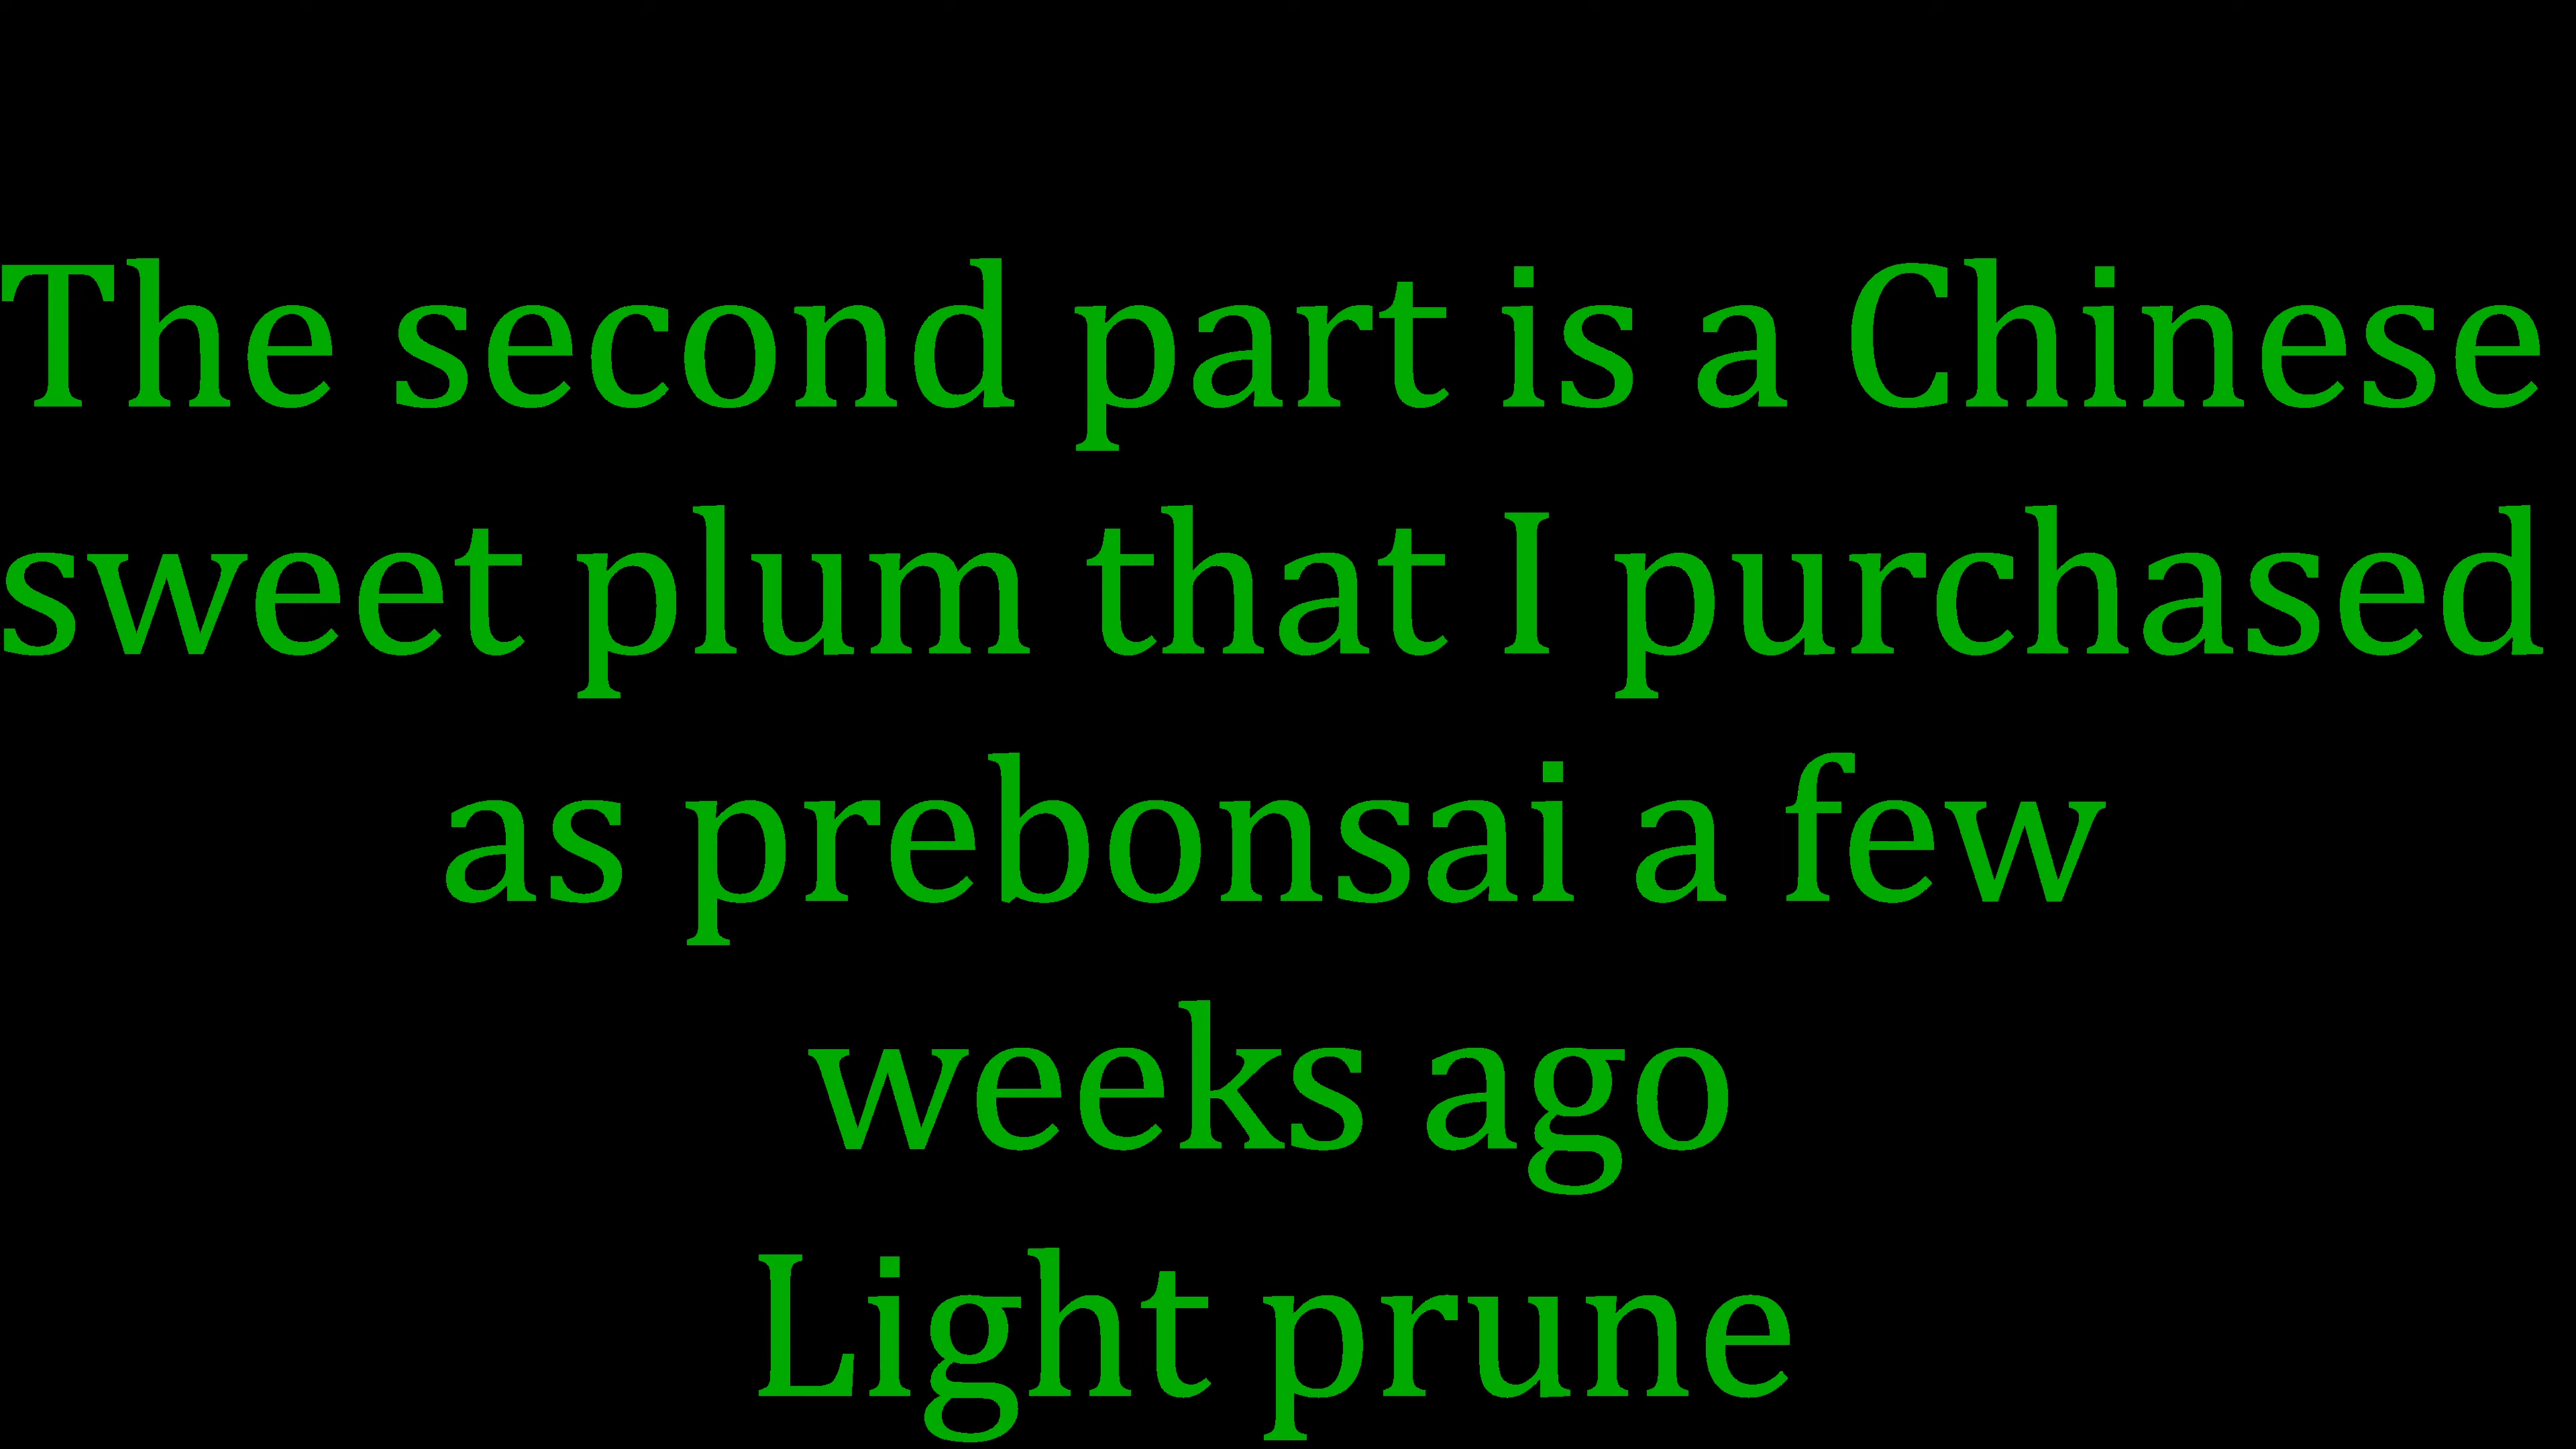 The second part is a Chinese
sweet plum that I purchased
as prebonsai a few
weeks ago
Light prune